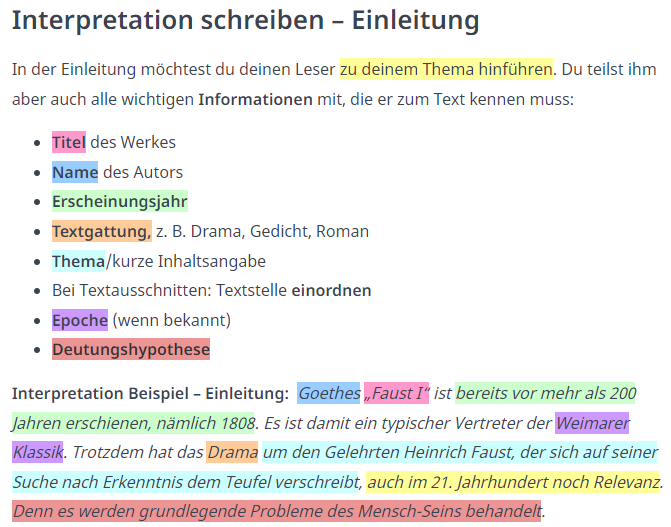 Interpretation schreiben – Einleitung
In der Einleitung möchtest du deinen Leser zu deinem Thema hinführen. Du teilst ihm
aber auch alle wichtigen Informationen mit, die er zum Text kennen muss:
• Titel des Werkes
• Name des Autors
• Erscheinungsjahr
• Textgattung, z. B. Drama, Gedicht, Roman
• Thema/kurze Inhaltsangabe
• Bei Textausschnitten: Textstelle einordnen
• Epoche (wenn bekannt)
• Deutungshypothese
Interpretation Beispiel – Einleitung: Goethes „Faust I“ ist bereits vor mehr als 200
Jahren erschienen, nämlich 1808. Es ist damit ein typischer Vertreter der Weimarer
Klassik. Trotzdem hat das Drama um den Gelehrten Heinrich Faust, der sich auf seiner
Suche nach Erkenntnis dem Teufel verschreibt, auch im 21. Jahrhundert noch Relevanz.
Denn es werden grundlegende Probleme des Mensch-Seins behandelt.